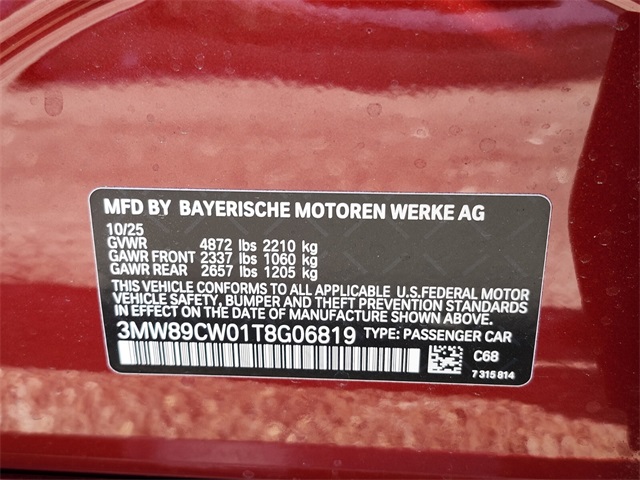 MFD BY BAYERISCHE MOTOREN WERKE AG
10/25
GVWR 4872 lbs 2210 kg
GAWR FRONT 2337 lbs 1060 kg
GAWR REAR 2657 lbs 1205 kg
THIS VEHICLE CONFORMS TO ALL APPLICABLE U.S.FEDERAL MOTOR
VEHICLE SAFETY, BUMPER AND THEFT PREVENTION STANDARDS
IN EFFECT ON THE DATE OF MANUFACTURE SHOWN ABOVE.
3MW89CW01T8G06819 TYPE: PASSENGER CAR
C68
7 315 814